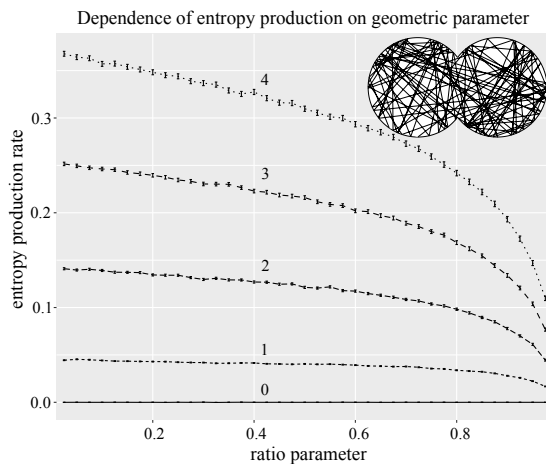 Dependence of entropy production on geometric parameter
4
0.3
3
0.2
2
0.1
1
0
0.0
entropy production rate
0.2 0.4 0.6 0.8
ratio parameter